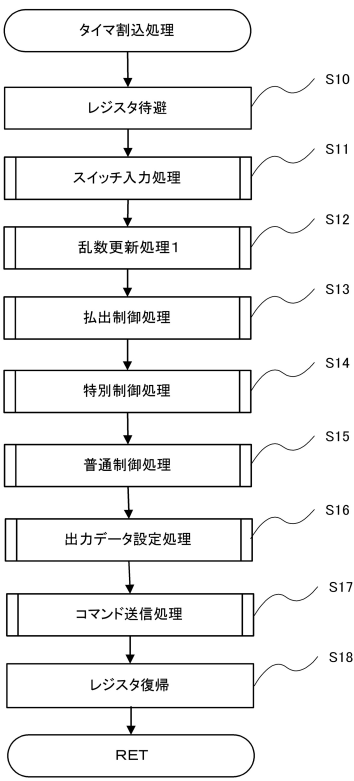 タイマ割込処理
レジスタ待避
S10
スイッチ入力処理
S11
乱数更新処理1
S12
払出制御処理
S13
特別制御処理
S14
普通制御処理
S15
出力データ設定処理
S16
コマンド送信処理
S17
レジスタ復帰
S18
RET